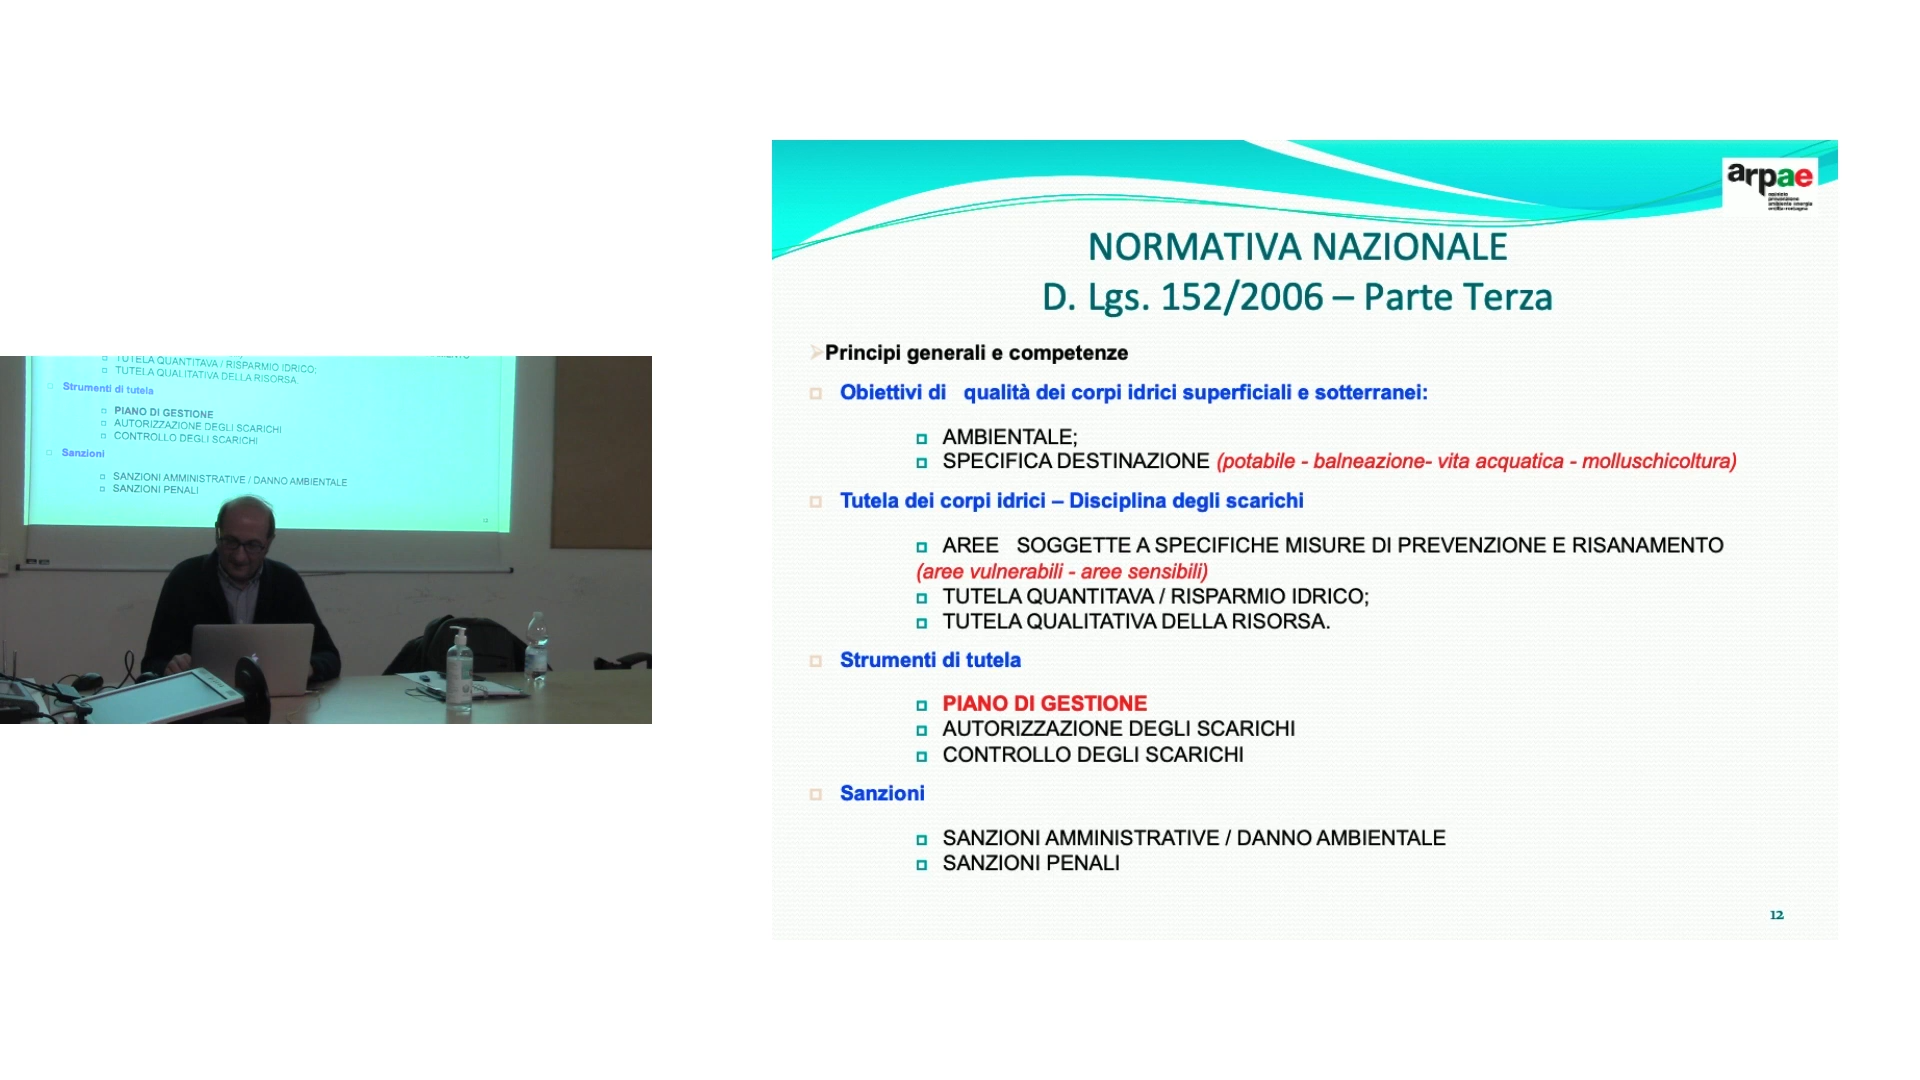 TUTELA QUANTITAVA / RISPARMIO IDRICO;
TUTELA QUALITATIVA DELLA RISORSA.
Strumenti di tutela
PIANO DI GESTIONE
AUTORIZZAZIONE DEGLI SCARICHI
CONTROLLO DEGLI SCARICHI
Sanzioni
SANZIONI AMMINISTRATIVE / DANNO AMBIENTALE
SANZIONI PENALI
arpae
NORMATIVA NAZIONALE
D. Lgs. 152/2006 – Parte Terza
Principi generali e competenze
Obiettivi di qualità dei corpi idrici superficiali e sotterranei:
AMBIENTALE;
SPECIFICA DESTINAZIONE (potabile - balneazione- vita acquatica - molluschicoltura)
Tutela dei corpi idrici – Disciplina degli scarichi
AREE SOGGETTE A SPECIFICHE MISURE DI PREVENZIONE E RISANAMENTO
(aree vulnerabili - aree sensibili)
TUTELA QUANTITAVA / RISPARMIO IDRICO;
TUTELA QUALITATIVA DELLA RISORSA.
Strumenti di tutela
PIANO DI GESTIONE
AUTORIZZAZIONE DEGLI SCARICHI
CONTROLLO DEGLI SCARICHI
Sanzioni
SANZIONI AMMINISTRATIVE / DANNO AMBIENTALE
SANZIONI PENALI
12